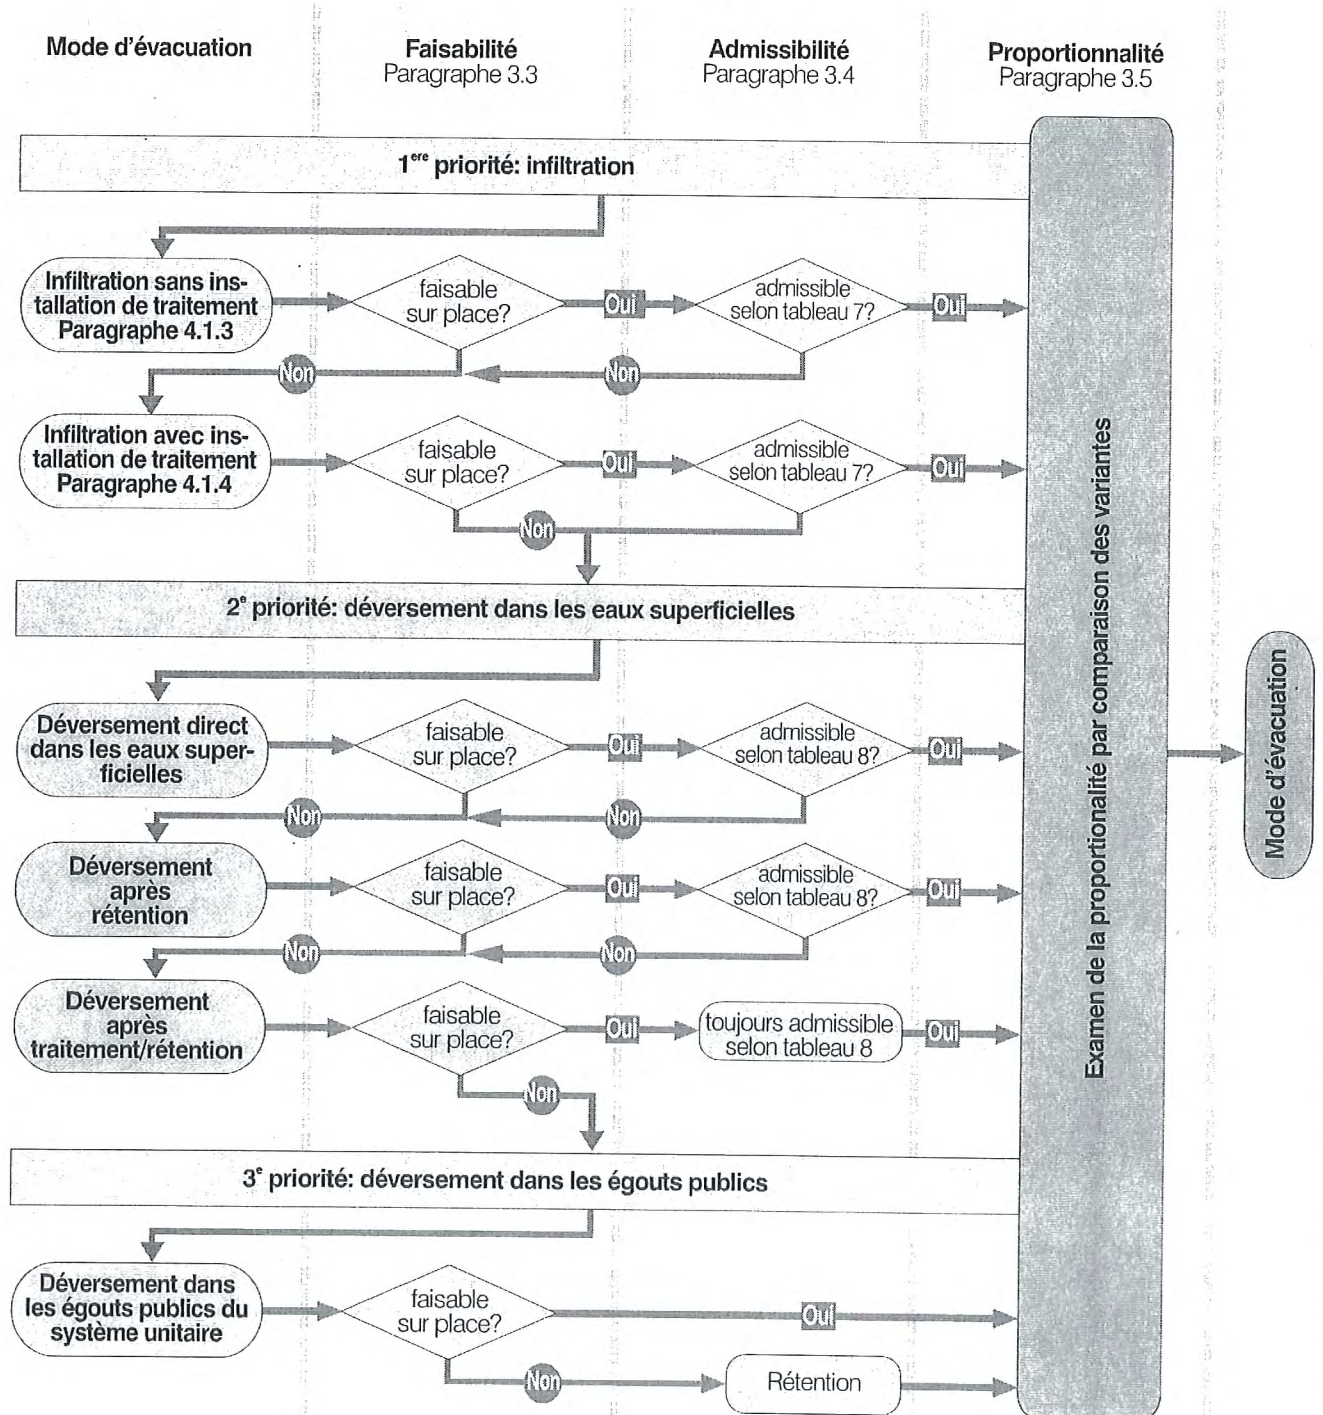 Mode d'évacuation
Faisabilité
Paragraphe 3.3
Admissibilité
Paragraphe 3.4
Proportionnalité
Paragraphe 3.5
1ere priorité: infiltration
Infiltration sans ins-
tallation de traitement
Paragraphe 4.1.3
faisable
sur place?
Oui
admissible
selon tableau 7?
Oui
Non
Non
Infiltration avec ins-
tallation de traitement
Paragraphe 4.1.4
faisable
sur place?
Oui
admissible
selon tableau 7?
Oui
Non
2e priorité: déversement dans les eaux superficielles
Déversement direct
dans les eaux super-
ficielles
faisable
sur place?
Oui
admissible
selon tableau 8?
Oui
Non
Non
Déversement
après
rétention
faisable
sur place?
Oui
admissible
selon tableau 8?
Oui
Non
Non
Déversement
après
traitement/rétention
faisable
sur place?
Oui
toujours admissible
selon tableau 8
Oui
Non
3e priorité: déversement dans les égouts publics
Déversement dans
les égouts publics du
système unitaire
faisable
sur place?
Oui
Non
Rétention
Examen de la proportionalité par comparaison des variantes
Mode d'évacuation